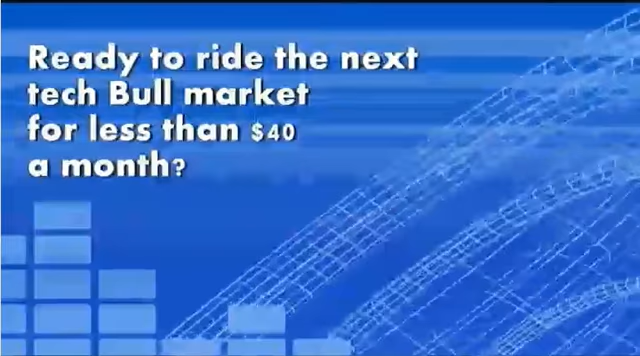 Ready to ride the next
tech Bull market
for less than $40
a month?